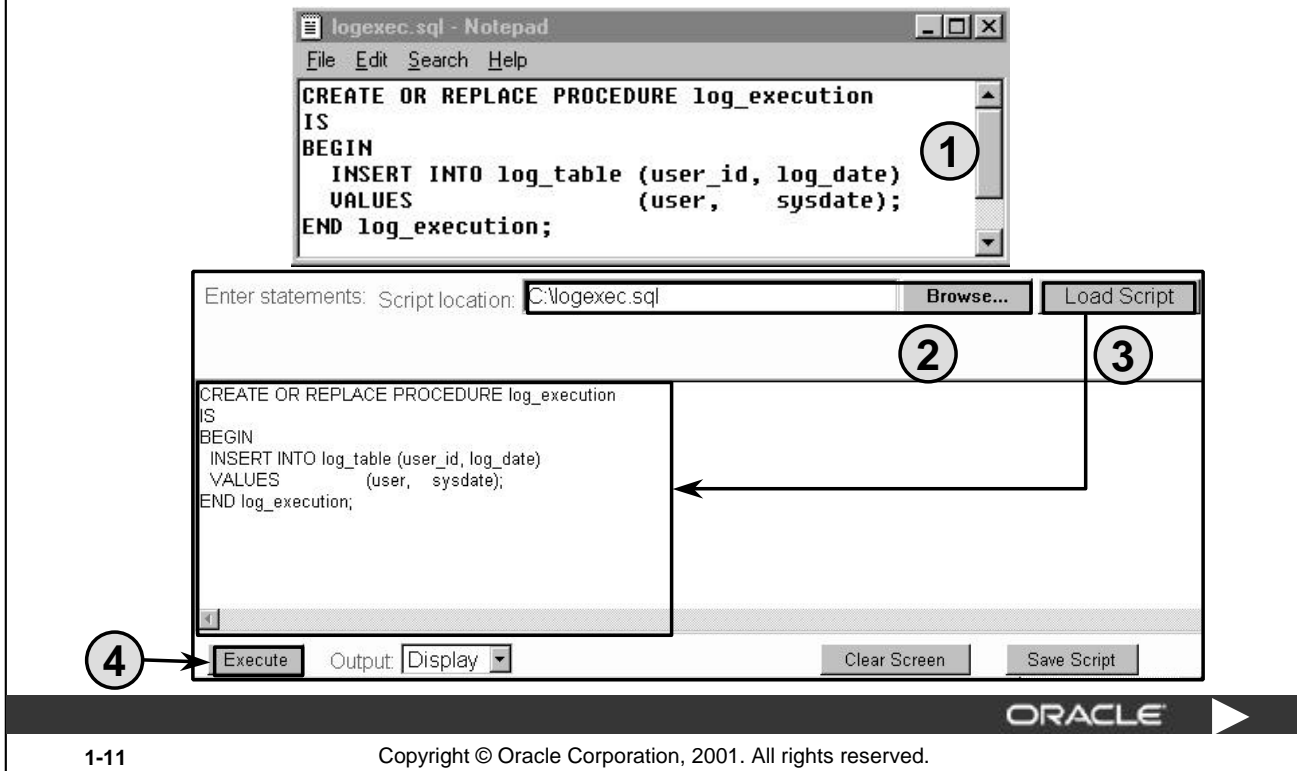 logexec.sql - Notepad
File Edit Search Help
CREATE OR REPLACE PROCEDURE log_execution
IS
BEGIN
  INSERT INTO log_table (user_id, log_date)
  VALUES                (user,    sysdate);
END log_execution;
1
Enter statements: Script location: C:\logexec.sql Browse... Load Script
2 3
CREATE OR REPLACE PROCEDURE log_execution
IS
BEGIN
  INSERT INTO log_table (user_id, log_date)
  VALUES          (user,    sysdate);
END log_execution;
4 Execute Output: Display Clear Screen Save Script
ORACLE
1-11 Copyright © Oracle Corporation, 2001. All rights reserved.